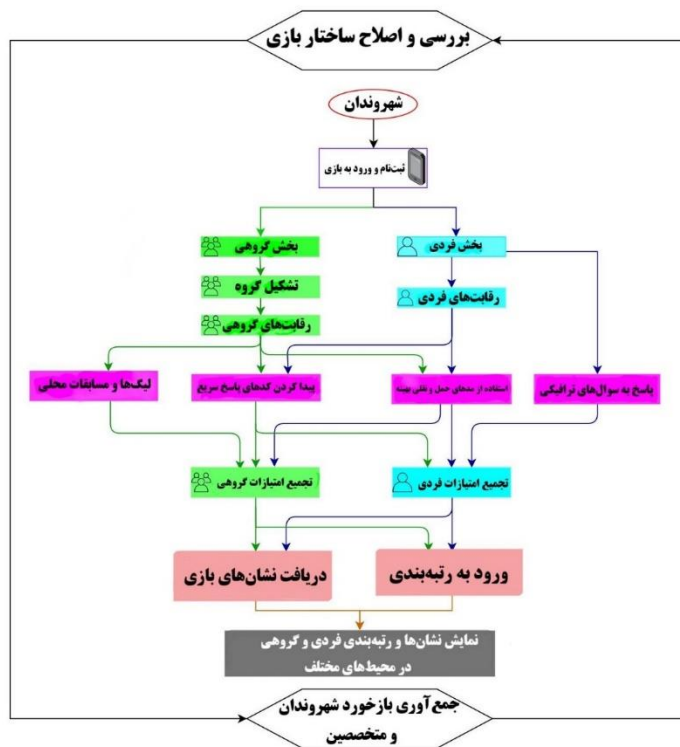 بررسی و اصلاح ساختار بازی
شهروندان
ثبت‌نام و ورود به بازی
بخش فردی
بخش گروهی
تشکیل گروه
رقابت‌های فردی
رقابت‌های گروهی
پاسخ به سوال‌های ترافیکی
استفاده از مدهای حمل و نقلی بهینه
پیدا کردن کدهای پاسخ سریع
لیگ‌ها و مسابقات محلی
تجمیع امتیازات فردی
تجمیع امتیازات گروهی
ورود به رتبه‌بندی
دریافت نشان‌های بازی
نمایش نشان‌ها و رتبه‌بندی فردی و گروهی
در محیط‌های مختلف
جمع‌آوری بازخورد شهروندان
و متخصصین